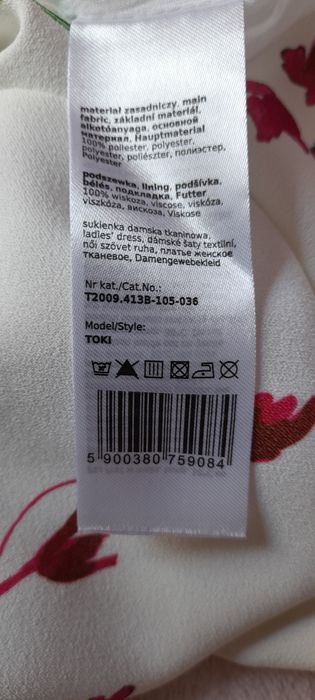 materiał zasadniczy, main
fabric, základní materiál,
alkotóanyaga, основной
материал, Hauptmaterial
100% poliester, polyester,
polyester, poliészter, полиэстер,
Polyester
podszewka, lining, podšívka,
bélés, подкладка, Futter
100% wiskoza, viscose, viskóza,
viszkóza, вискоза, Viskose
sukienka damska tkaninowa,
ladies' dress, dámské šaty textilní,
női szövet ruha, платье женское
тканевое, Damengewebekleid
Nr kat./Cat.No.:
T2009.413B-105-036
Model/Style:
TOKI
5 900380 759084